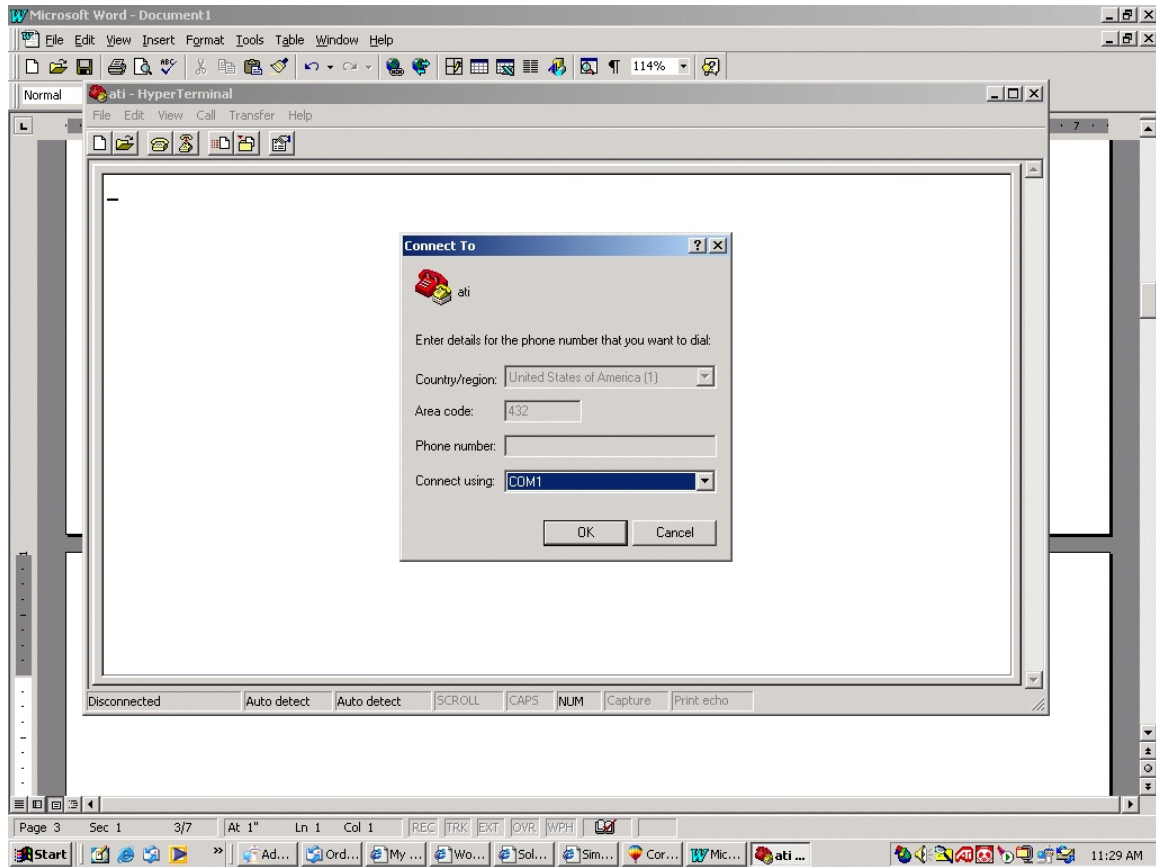 Microsoft Word - Document1
File Edit View Insert Format Tools Table Window Help
114%
Normal
ati - HyperTerminal
File Edit View Call Transfer Help
7
Connect To
ati
Enter details for the phone number that you want to dial:
Country/region: United States of America (1)
Area code: 432
Phone number:
Connect using: COM1
OK Cancel
Disconnected Auto detect Auto detect SCROLL CAPS NUM Capture Print echo
Page 3 Sec 1 3/7 At 1" Ln 1 Col 1 REC TRK EXT OVR WPH
Start » Ad... Ord... My ... Wo... Sol... Sim... Cor... Mic... ati ... 11:29 AM